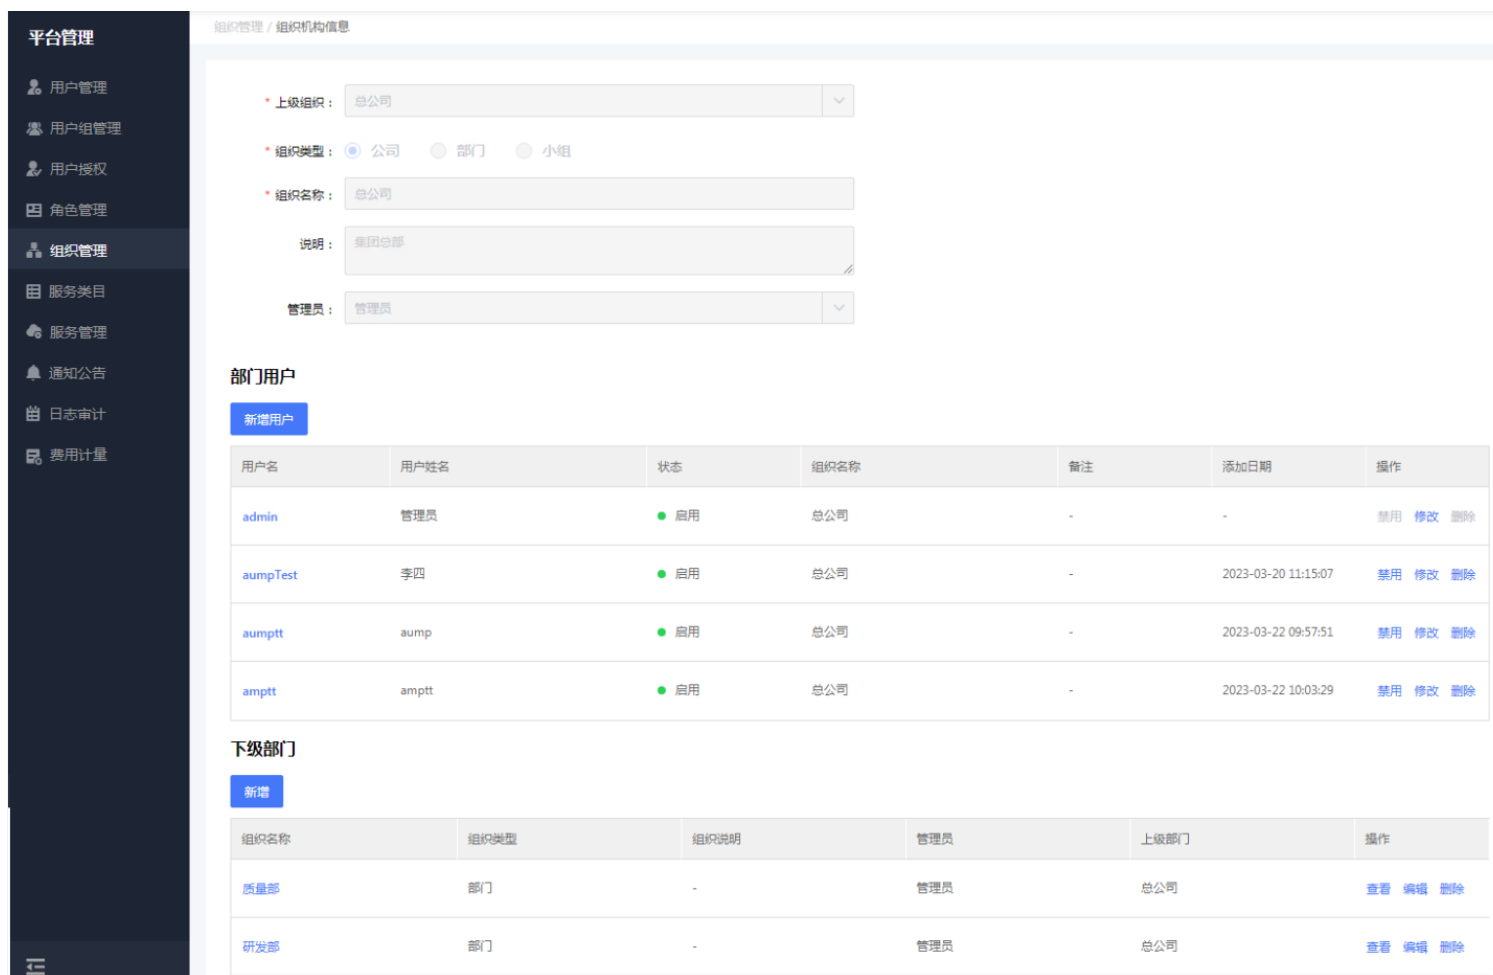 平台管理
用户管理
用户组管理
用户授权
角色管理
组织管理
服务类目
服务管理
通知公告
日志审计
费用计量
组织管理 / 组织机构信息
* 上级组织： 总公司
* 组织类型： 公司 部门 小组
* 组织名称： 总公司
说明： 集团总部
管理员： 管理员
部门用户
新增用户
用户名 用户姓名 状态 组织名称 备注 添加日期 操作
admin 管理员 启用 总公司 - - 禁用 修改 删除
aumpTest 李四 启用 总公司 - 2023-03-20 11:15:07 禁用 修改 删除
aumptt aump 启用 总公司 - 2023-03-22 09:57:51 禁用 修改 删除
amptt amptt 启用 总公司 - 2023-03-22 10:03:29 禁用 修改 删除
下级部门
新增
组织名称 组织类型 组织说明 管理员 上级部门 操作
质量部 部门 - 管理员 总公司 查看 编辑 删除
研发部 部门 - 管理员 总公司 查看 编辑 删除